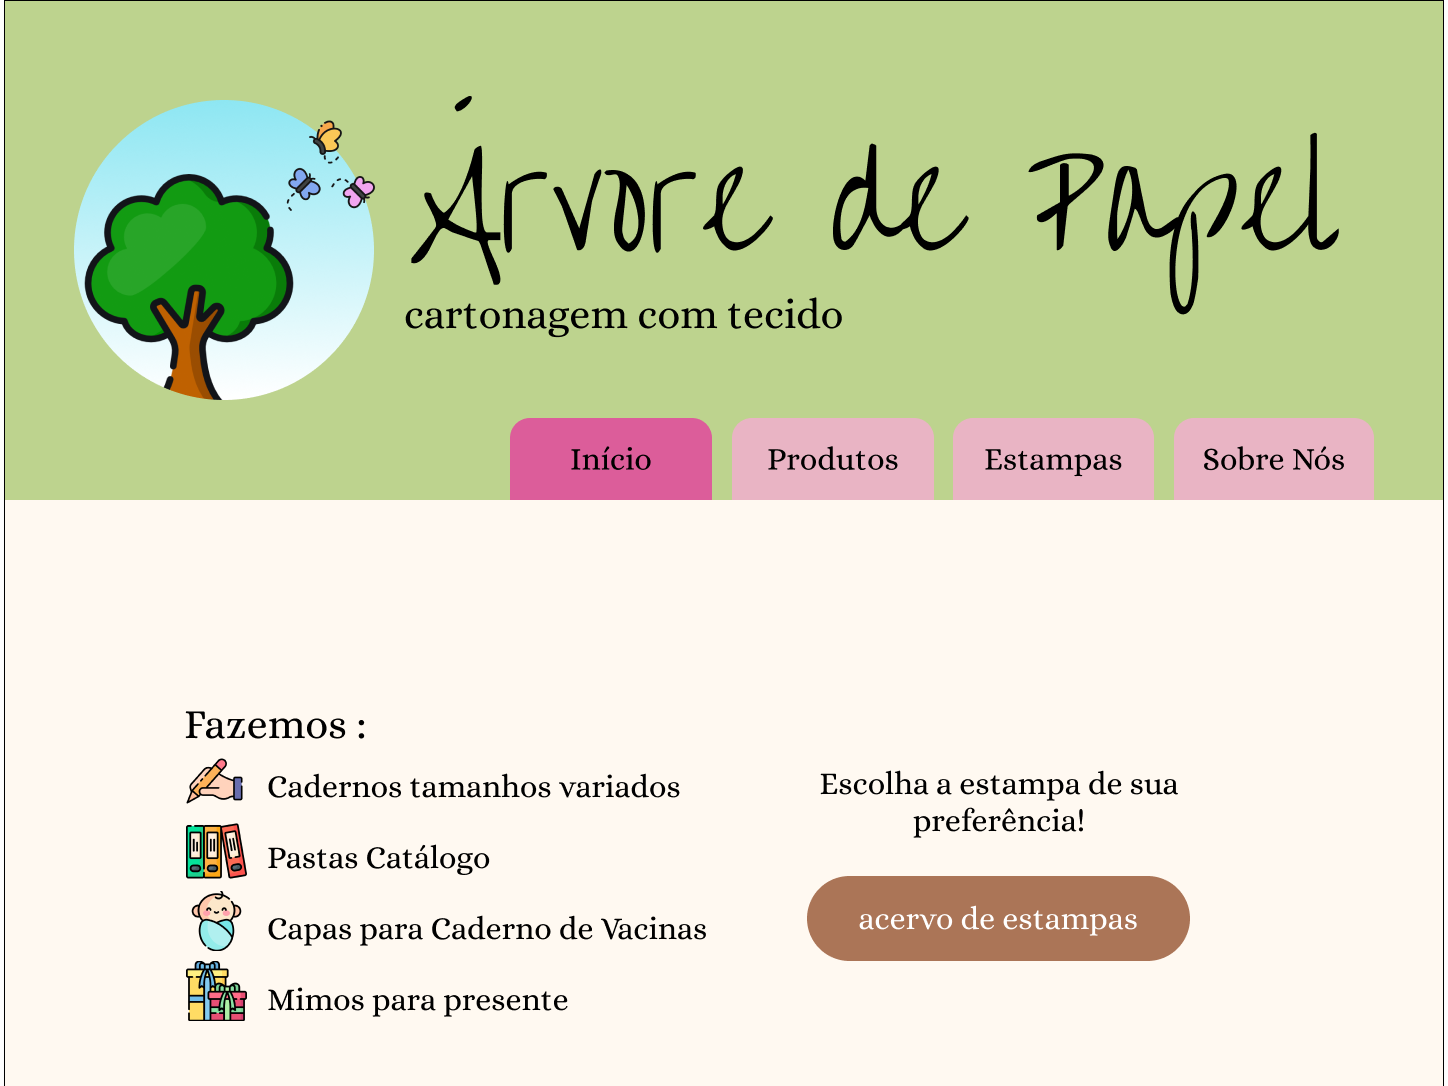 Árvore de Papel
cartonagem com tecido
Início
Produtos
Estampas
Sobre Nós
Fazemos :
Cadernos tamanhos variados
Pastas Catálogo
Capas para Caderno de Vacinas
Mimos para presente
Escolha a estampa de sua
preferência!
acervo de estampas